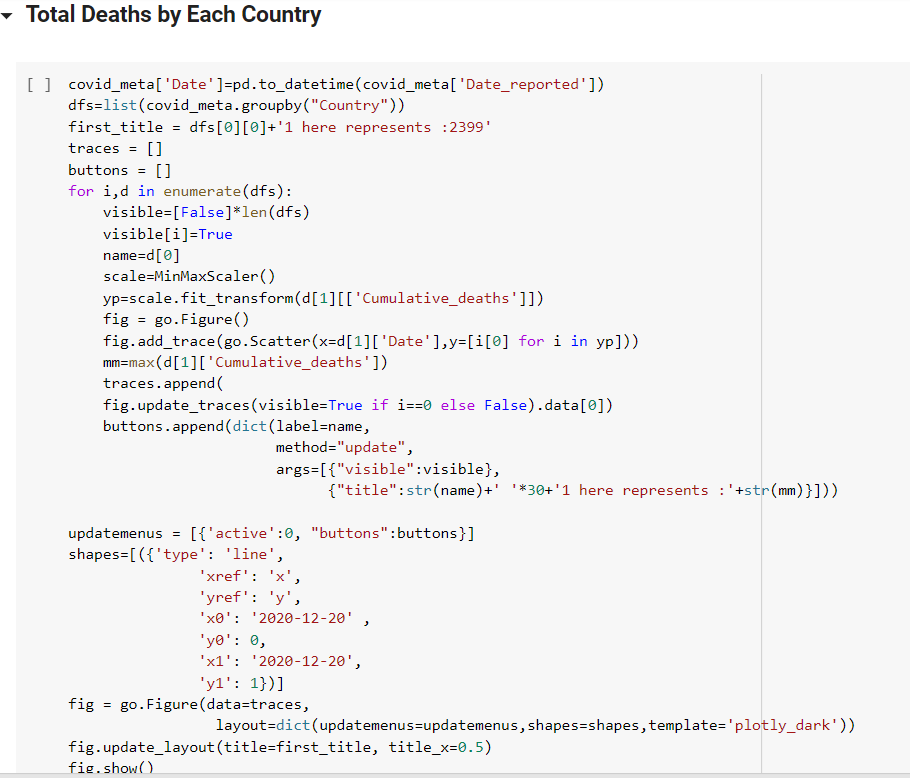 Total Deaths by Each Country
[ ] covid_meta['Date']=pd.to_datetime(covid_meta['Date_reported'])
dfs=list(covid_meta.groupby("Country"))
first_title = dfs[0][0]+'1 here represents :2399'
traces = []
buttons = []
for i,d in enumerate(dfs):
    visible=[False]*len(dfs)
    visible[i]=True
    name=d[0]
    scale=MinMaxScaler()
    yp=scale.fit_transform(d[1][['Cumulative_deaths']])
    fig = go.Figure()
    fig.add_trace(go.Scatter(x=d[1]['Date'],y=[i[0] for i in yp]))
    mm=max(d[1]['Cumulative_deaths'])
    traces.append(
    fig.update_traces(visible=True if i==0 else False).data[0])
    buttons.append(dict(label=name,
                        method="update",
                        args=[{"visible":visible},
                              {"title":str(name)+' '*30+'1 here represents :'+str(mm)}]))
updatemenus = [{'active':0, "buttons":buttons}]
shapes=[({'type': 'line',
               'xref': 'x',
               'yref': 'y',
               'x0': '2020-12-20' ,
               'y0': 0,
               'x1': '2020-12-20',
               'y1': 1})]
fig = go.Figure(data=traces,
                 layout=dict(updatemenus=updatemenus,shapes=shapes,template='plotly_dark'))
fig.update_layout(title=first_title, title_x=0.5)
fig.show()